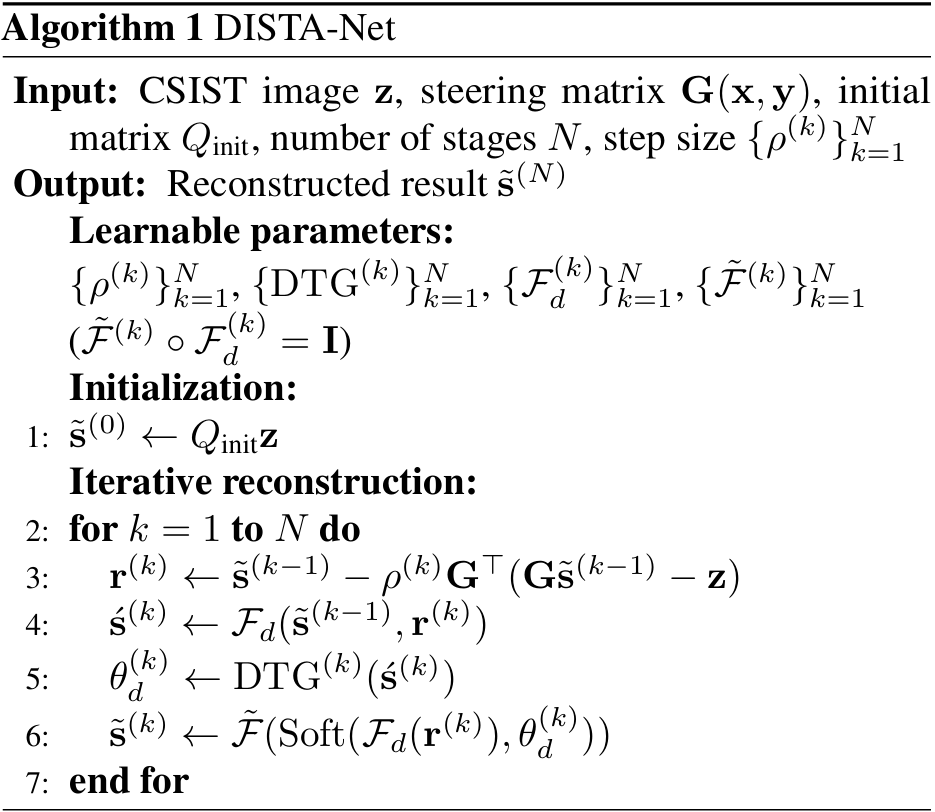 Algorithm 1 DISTA-Net
Input: CSIST image $\mathbf{z}$, steering matrix $\mathbf{G}(\mathbf{x}, \mathbf{y})$, initial
matrix $Q_{\text{init}}$, number of stages $N$, step size $\{\rho^{(k)}\}_{k=1}^{N}$
Output: Reconstructed result $\tilde{\mathbf{s}}^{(N)}$
Learnable parameters:
$\{\rho^{(k)}\}_{k=1}^{N}$, $\{\mathrm{DTG}^{(k)}\}_{k=1}^{N}$, $\{\mathcal{F}_d^{(k)}\}_{k=1}^{N}$, $\{\tilde{\mathcal{F}}^{(k)}\}_{k=1}^{N}$
($\tilde{\mathcal{F}}^{(k)} \circ \mathcal{F}_d^{(k)} = \mathbf{I}$)
Initialization:
1: $\tilde{\mathbf{s}}^{(0)} \leftarrow Q_{\text{init}}\mathbf{z}$
Iterative reconstruction:
2: for $k = 1$ to $N$ do
3: $\mathbf{r}^{(k)} \leftarrow \tilde{\mathbf{s}}^{(k-1)} - \rho^{(k)}\mathbf{G}^{\top}(\mathbf{G}\tilde{\mathbf{s}}^{(k-1)} - \mathbf{z})$
4: $\acute{\mathbf{s}}^{(k)} \leftarrow \mathcal{F}_d(\tilde{\mathbf{s}}^{(k-1)}, \mathbf{r}^{(k)})$
5: $\theta_d^{(k)} \leftarrow \mathrm{DTG}^{(k)}(\acute{\mathbf{s}}^{(k)})$
6: $\tilde{\mathbf{s}}^{(k)} \leftarrow \tilde{\mathcal{F}}(\mathrm{Soft}(\mathcal{F}_d(\mathbf{r}^{(k)}), \theta_d^{(k)}))$
7: end for